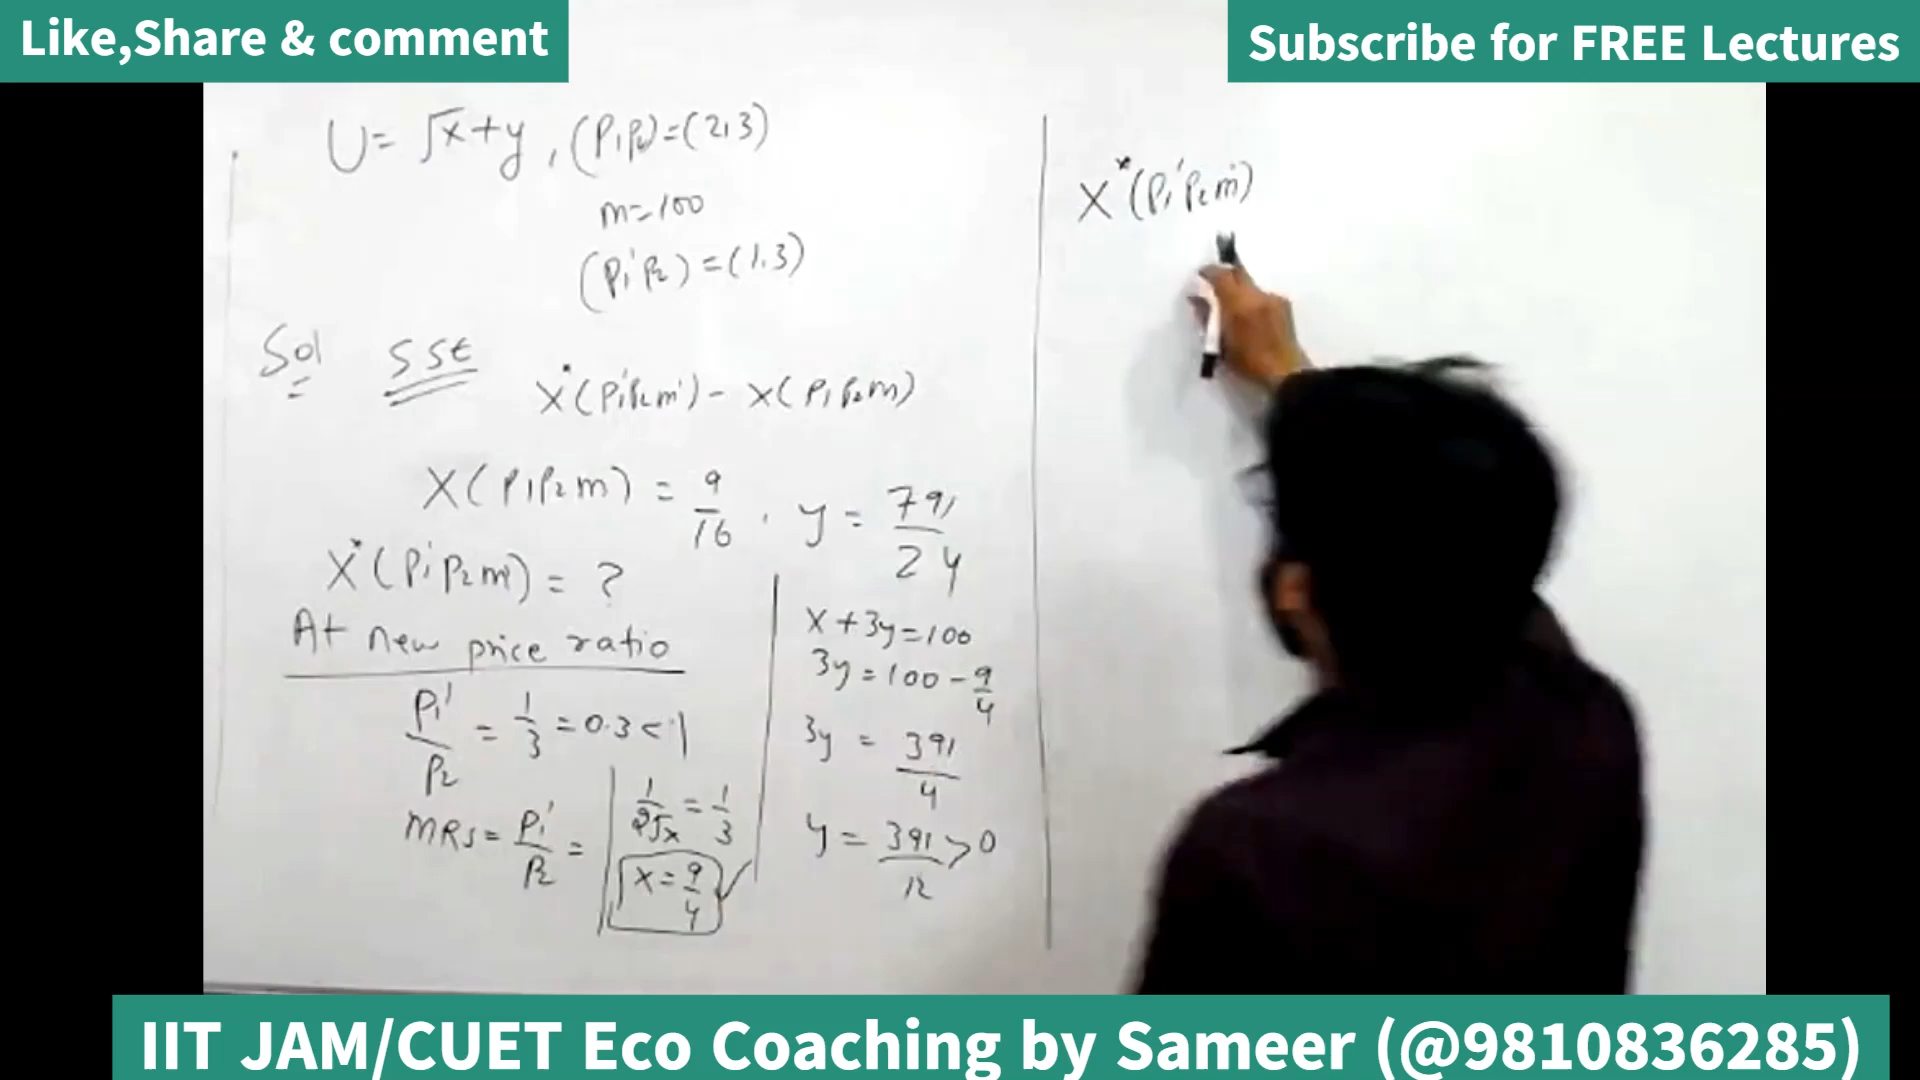 Like,Share & comment
Subscribe for FREE Lectures
U = √x + y , (P₁P₂) = (2,3)
m = 100
(P₁'P₂) = (1.3)
Sol SSE
X*(P₁'P₂m') - X(P₁P₂m)
X(P₁P₂m) = 9/16 , y = 791/24
X*(P₁'P₂m') = ?
At new price ratio
P₁'/P₂ = 1/3 = 0.3 < 1
MRS = P₁'/P₂ =
1/2√x = 1/3
x = 9/4
x + 3y = 100
3y = 100 - 9/4
3y = 391/4
y = 391/12 > 0
X*(P₁'P₂m')
IIT JAM/CUET Eco Coaching by Sameer (@9810836285)